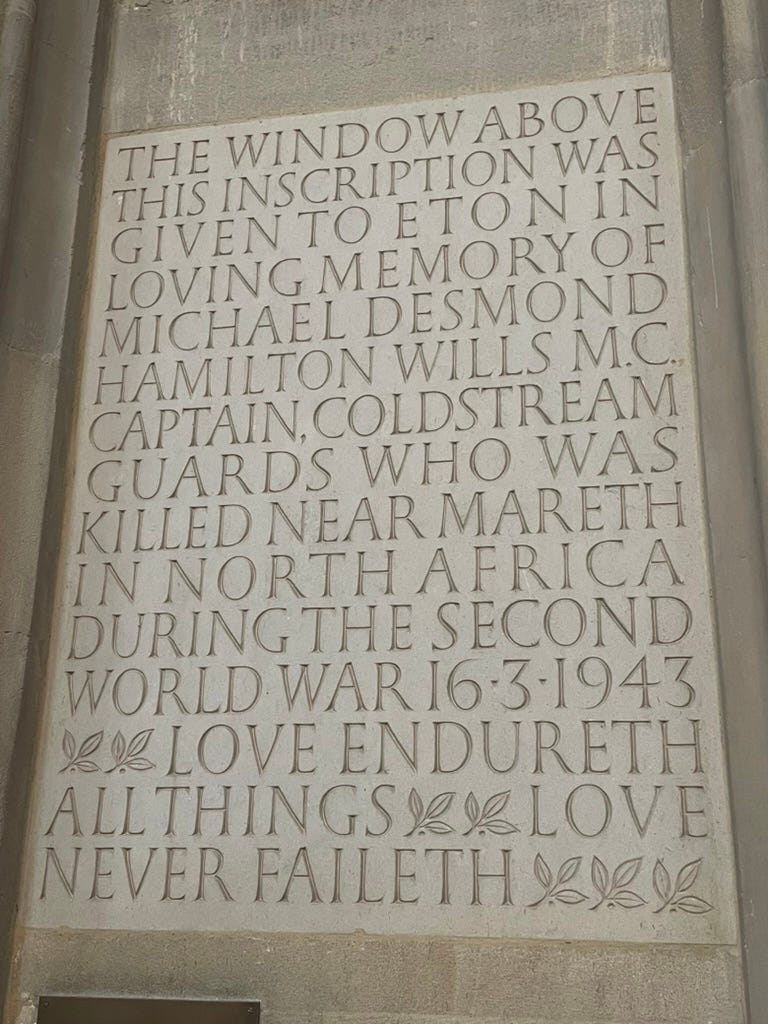 THE WINDOW ABOVE
THIS INSCRIPTION WAS
GIVEN TO ETON IN
LOVING MEMORY OF
MICHAEL DESMOND
HAMILTON WILLS M.C.
CAPTAIN, COLDSTREAM
GUARDS WHO WAS
KILLED NEAR MARETH
IN NORTH AFRICA
DURING THE SECOND
WORLD WAR 16·3·1943
LOVE ENDURETH
ALL THINGS LOVE
NEVER FAILETH